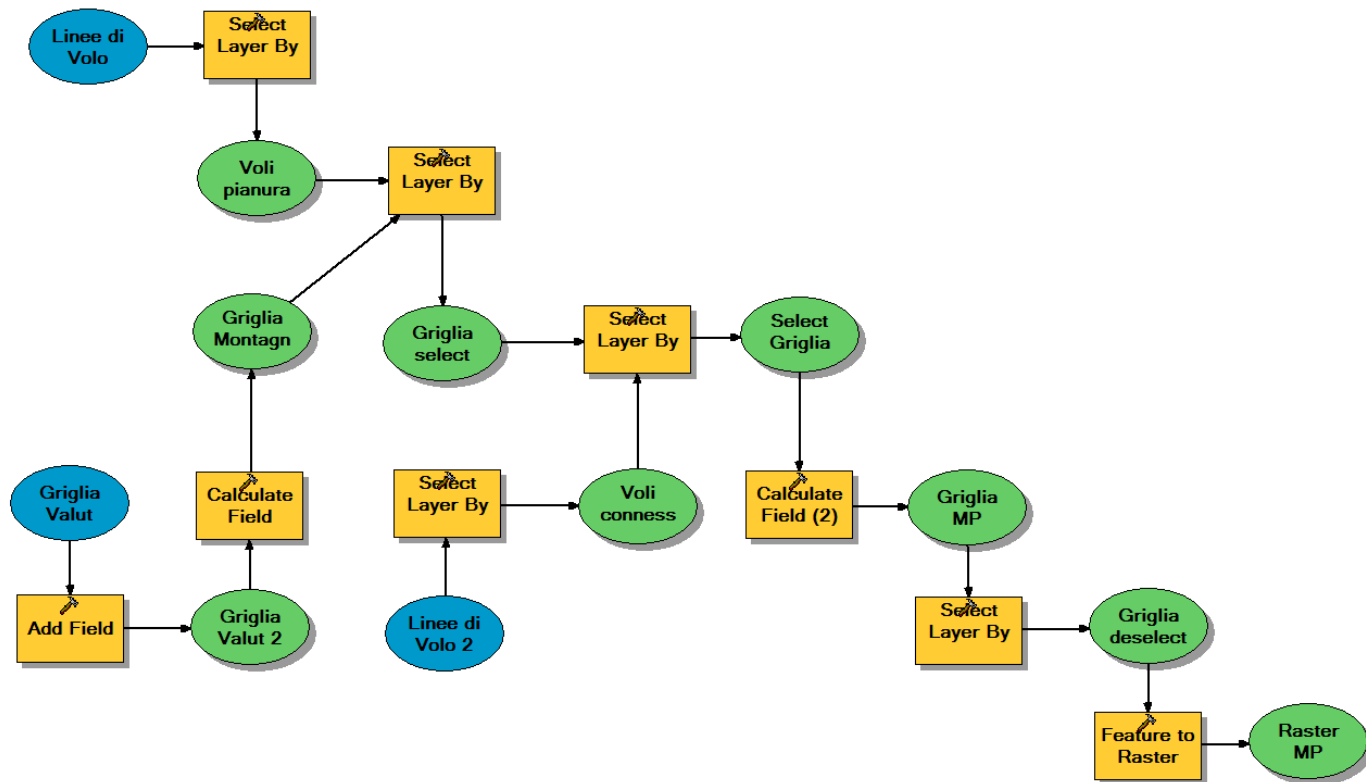 Linee di
Volo
Select
Layer By
Voli
pianura
Select
Layer By
Griglia
Montagn
Griglia
select
Select
Layer By
Select
Griglia
Griglia
Valut
Calculate
Field
Select
Layer By
Voli
conness
Calculate
Field (2)
Griglia
MP
Add Field
Griglia
Valut 2
Linee di
Volo 2
Select
Layer By
Griglia
deselect
Feature to
Raster
Raster
MP